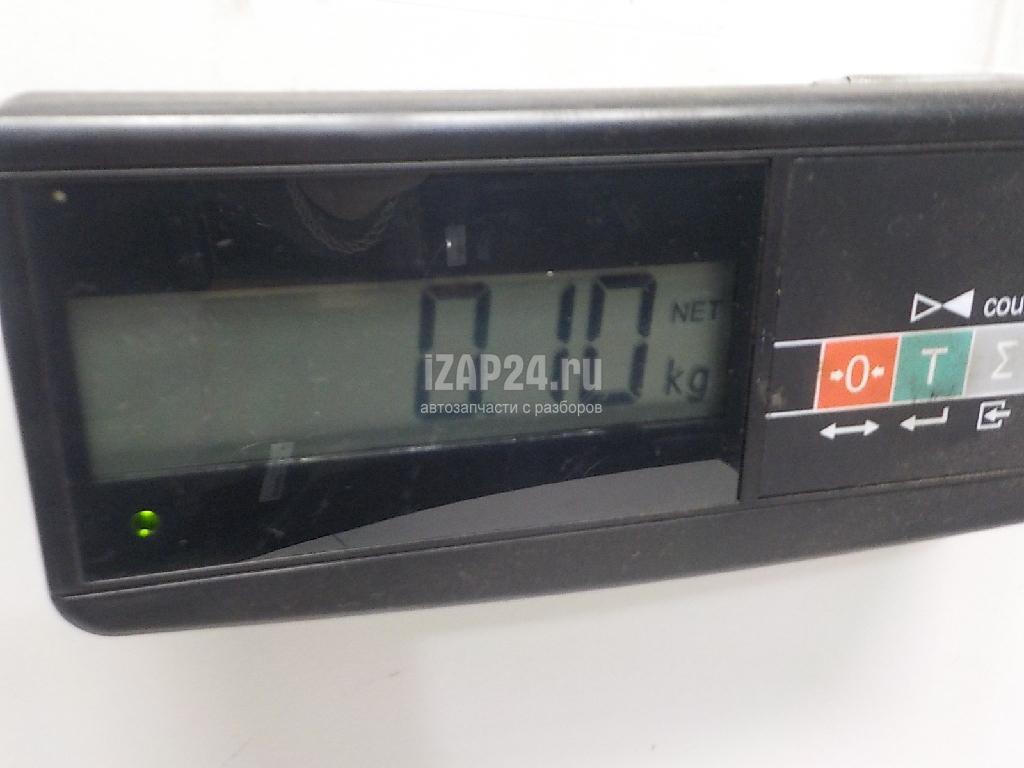 0.10 NET
kg
iZAP24.ru
автозапчасти с разборов
cou
0 T Σ